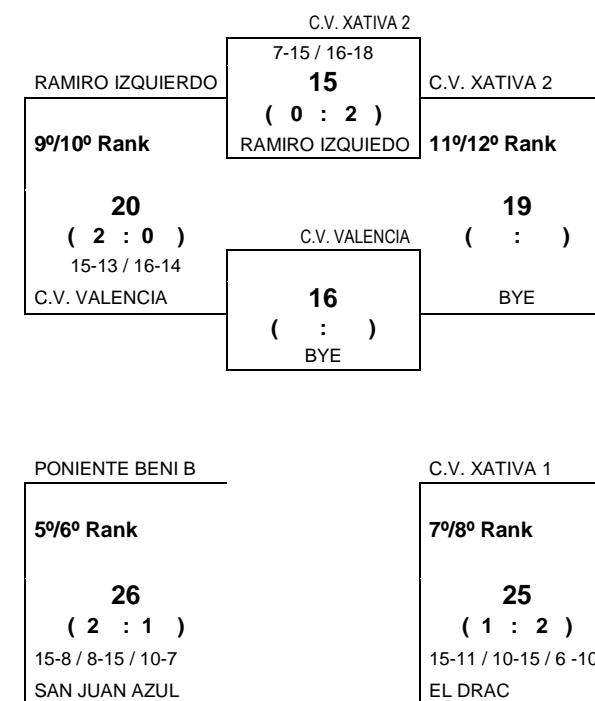 C.V. XATIVA 2
7-15 / 16-18
RAMIRO IZQUIERDO 15 C.V. XATIVA 2
( 0 : 2 )
9º/10º Rank RAMIRO IZQUIEDO 11º/12º Rank
20 19
( 2 : 0 ) C.V. VALENCIA ( : )
15-13 / 16-14
C.V. VALENCIA 16 BYE
( : )
BYE
PONIENTE BENI B C.V. XATIVA 1
5º/6º Rank 7º/8º Rank
26 25
( 2 : 1 ) ( 1 : 2 )
15-8 / 8-15 / 10-7 15-11 / 10-15 / 6 -10
SAN JUAN AZUL EL DRAC